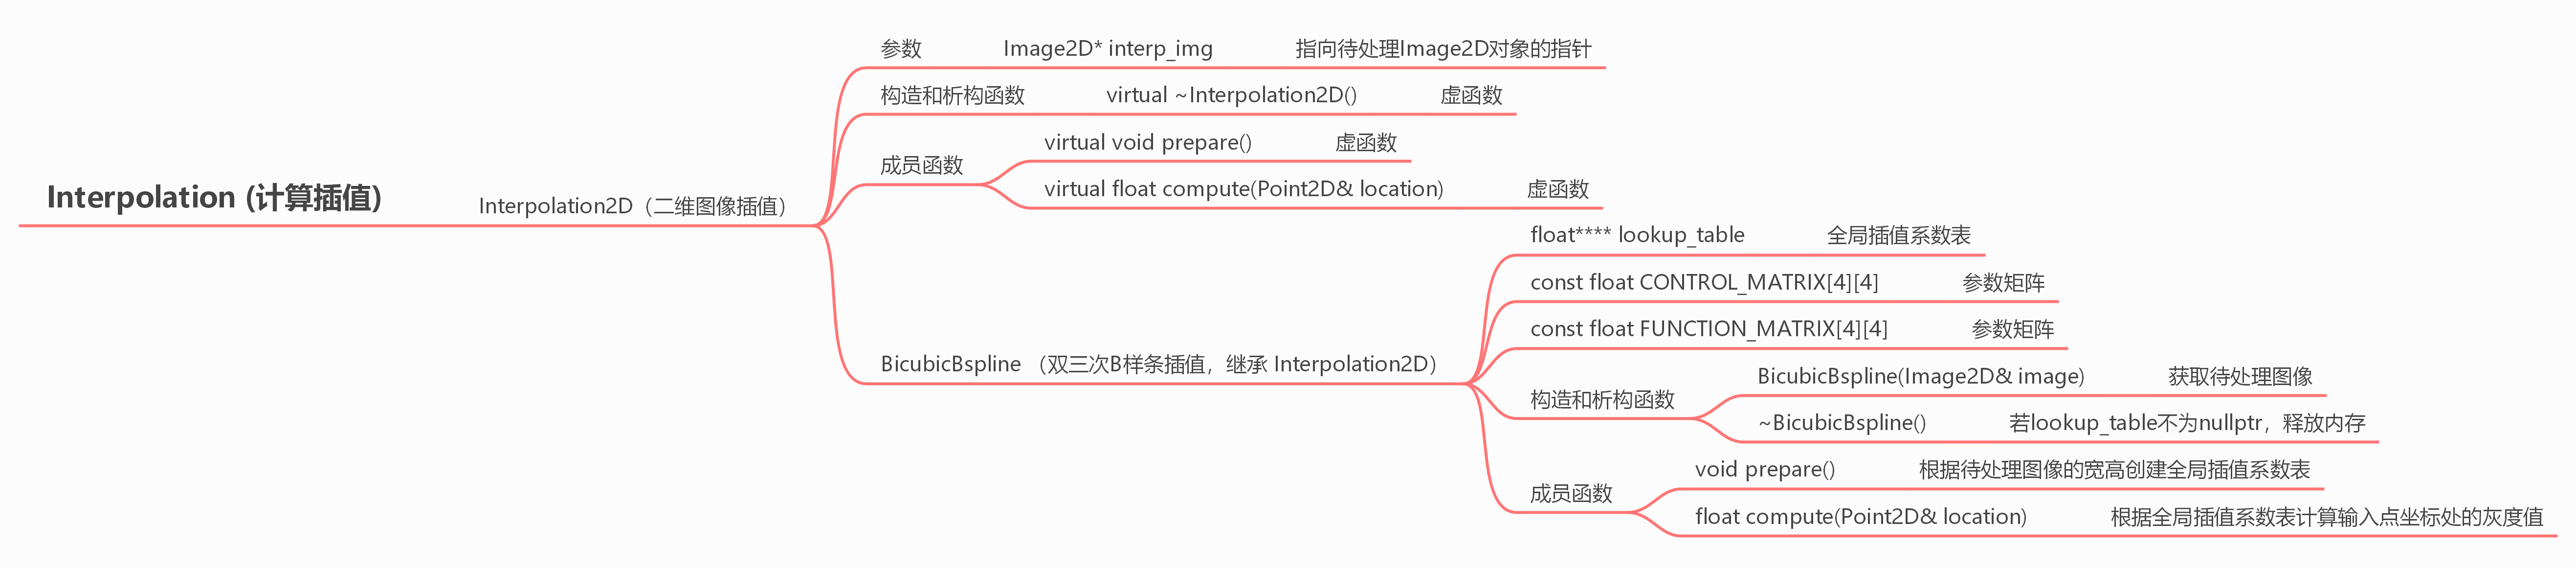 Interpolation (计算插值)
Interpolation2D（二维图像插值）
参数
Image2D* interp_img
指向待处理Image2D对象的指针
构造和析构函数
virtual ~Interpolation2D()
虚函数
成员函数
virtual void prepare()
虚函数
virtual float compute(Point2D& location)
虚函数
BicubicBspline （双三次B样条插值，继承 Interpolation2D）
float**** lookup_table
全局插值系数表
const float CONTROL_MATRIX[4][4]
参数矩阵
const float FUNCTION_MATRIX[4][4]
参数矩阵
构造和析构函数
BicubicBspline(Image2D& image)
获取待处理图像
~BicubicBspline()
若lookup_table不为nullptr，释放内存
成员函数
void prepare()
根据待处理图像的宽高创建全局插值系数表
float compute(Point2D& location)
根据全局插值系数表计算输入点坐标处的灰度值